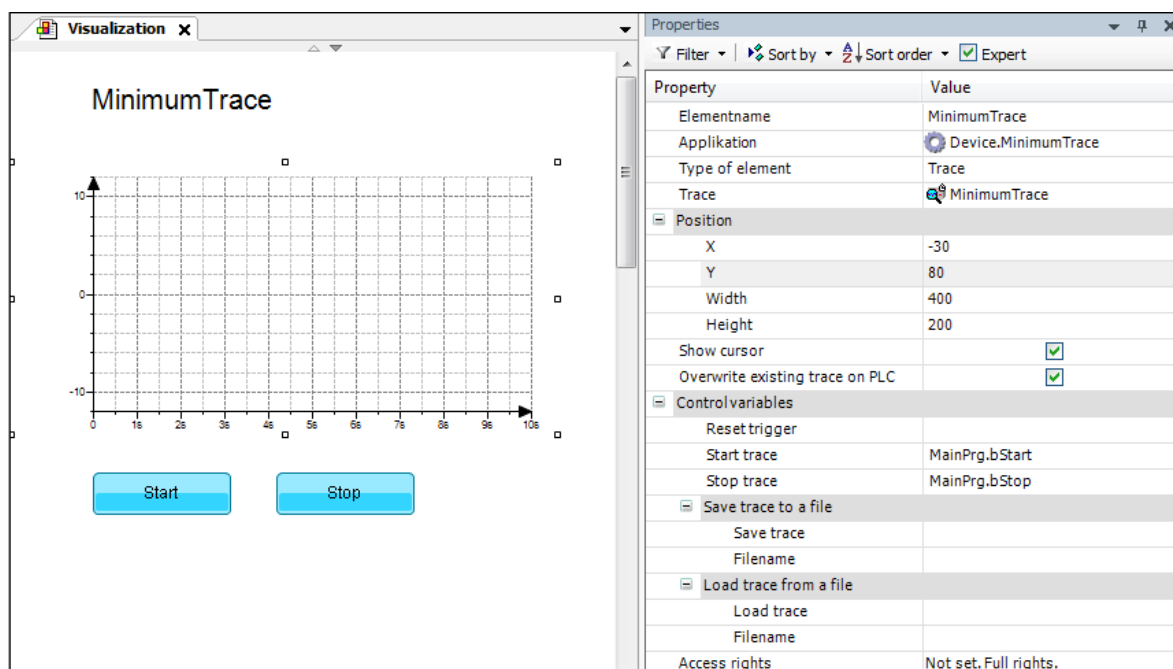 Visualization
MinimumTrace
10
0
-10
0 1s 2s 3s 4s 5s 6s 7s 8s 9s 10s
Start Stop
Properties
Filter Sort by Sort order Expert
Property Value
Elementname MinimumTrace
Applikation Device.MinimumTrace
Type of element Trace
Trace MinimumTrace
Position
X -30
Y 80
Width 400
Height 200
Show cursor
Overwrite existing trace on PLC
Control variables
Reset trigger
Start trace MainPrg.bStart
Stop trace MainPrg.bStop
Save trace to a file
Save trace
Filename
Load trace from a file
Load trace
Filename
Access rights Not set. Full rights.